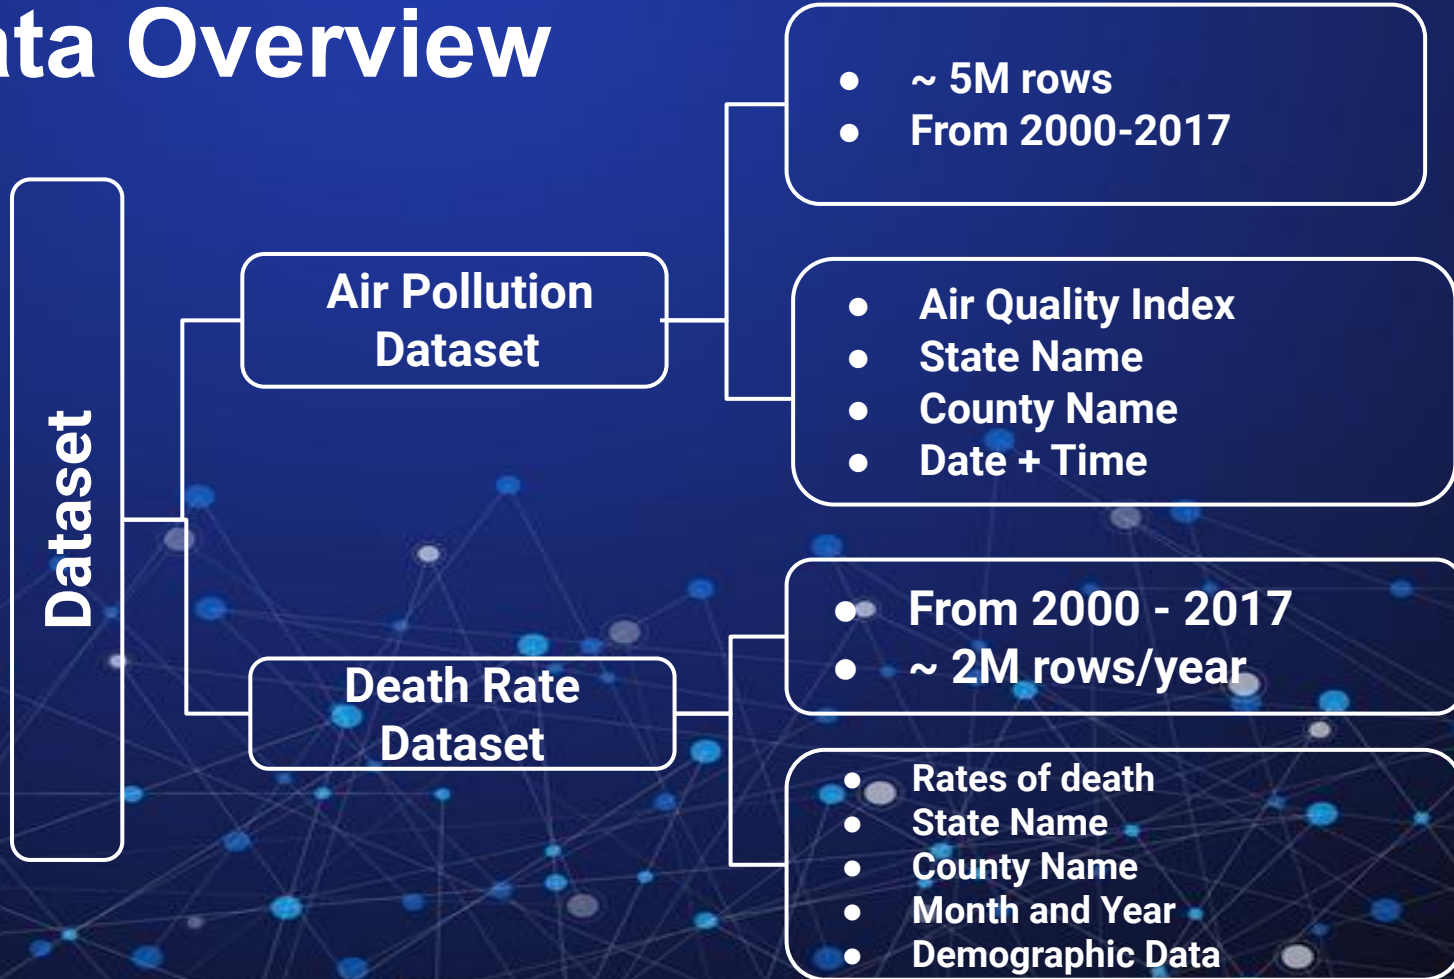 ata Overview
Dataset
Air Pollution
Dataset
● ~ 5M rows
● From 2000-2017
● Air Quality Index
● State Name
● County Name
● Date + Time
Death Rate
Dataset
● From 2000 - 2017
● ~ 2M rows/year
● Rates of death
● State Name
● County Name
● Month and Year
● Demographic Data